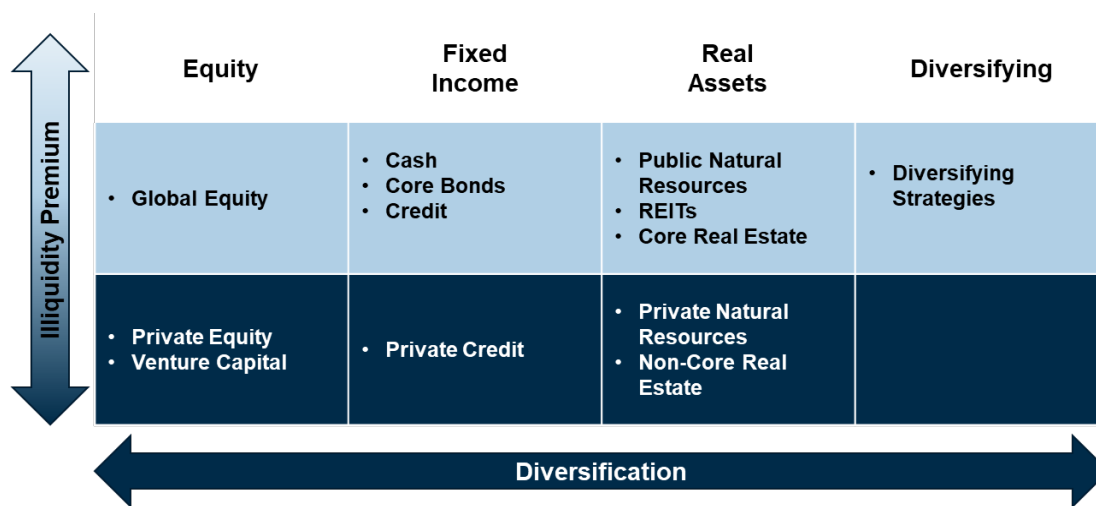 Equity
Fixed
Income
Real
Assets
Diversifying
Illiquidity Premium
• Global Equity
• Cash
• Core Bonds
• Credit
• Public Natural
Resources
• REITs
• Core Real Estate
• Diversifying
Strategies
• Private Equity
• Venture Capital
• Private Credit
• Private Natural
Resources
• Non-Core Real
Estate
Diversification